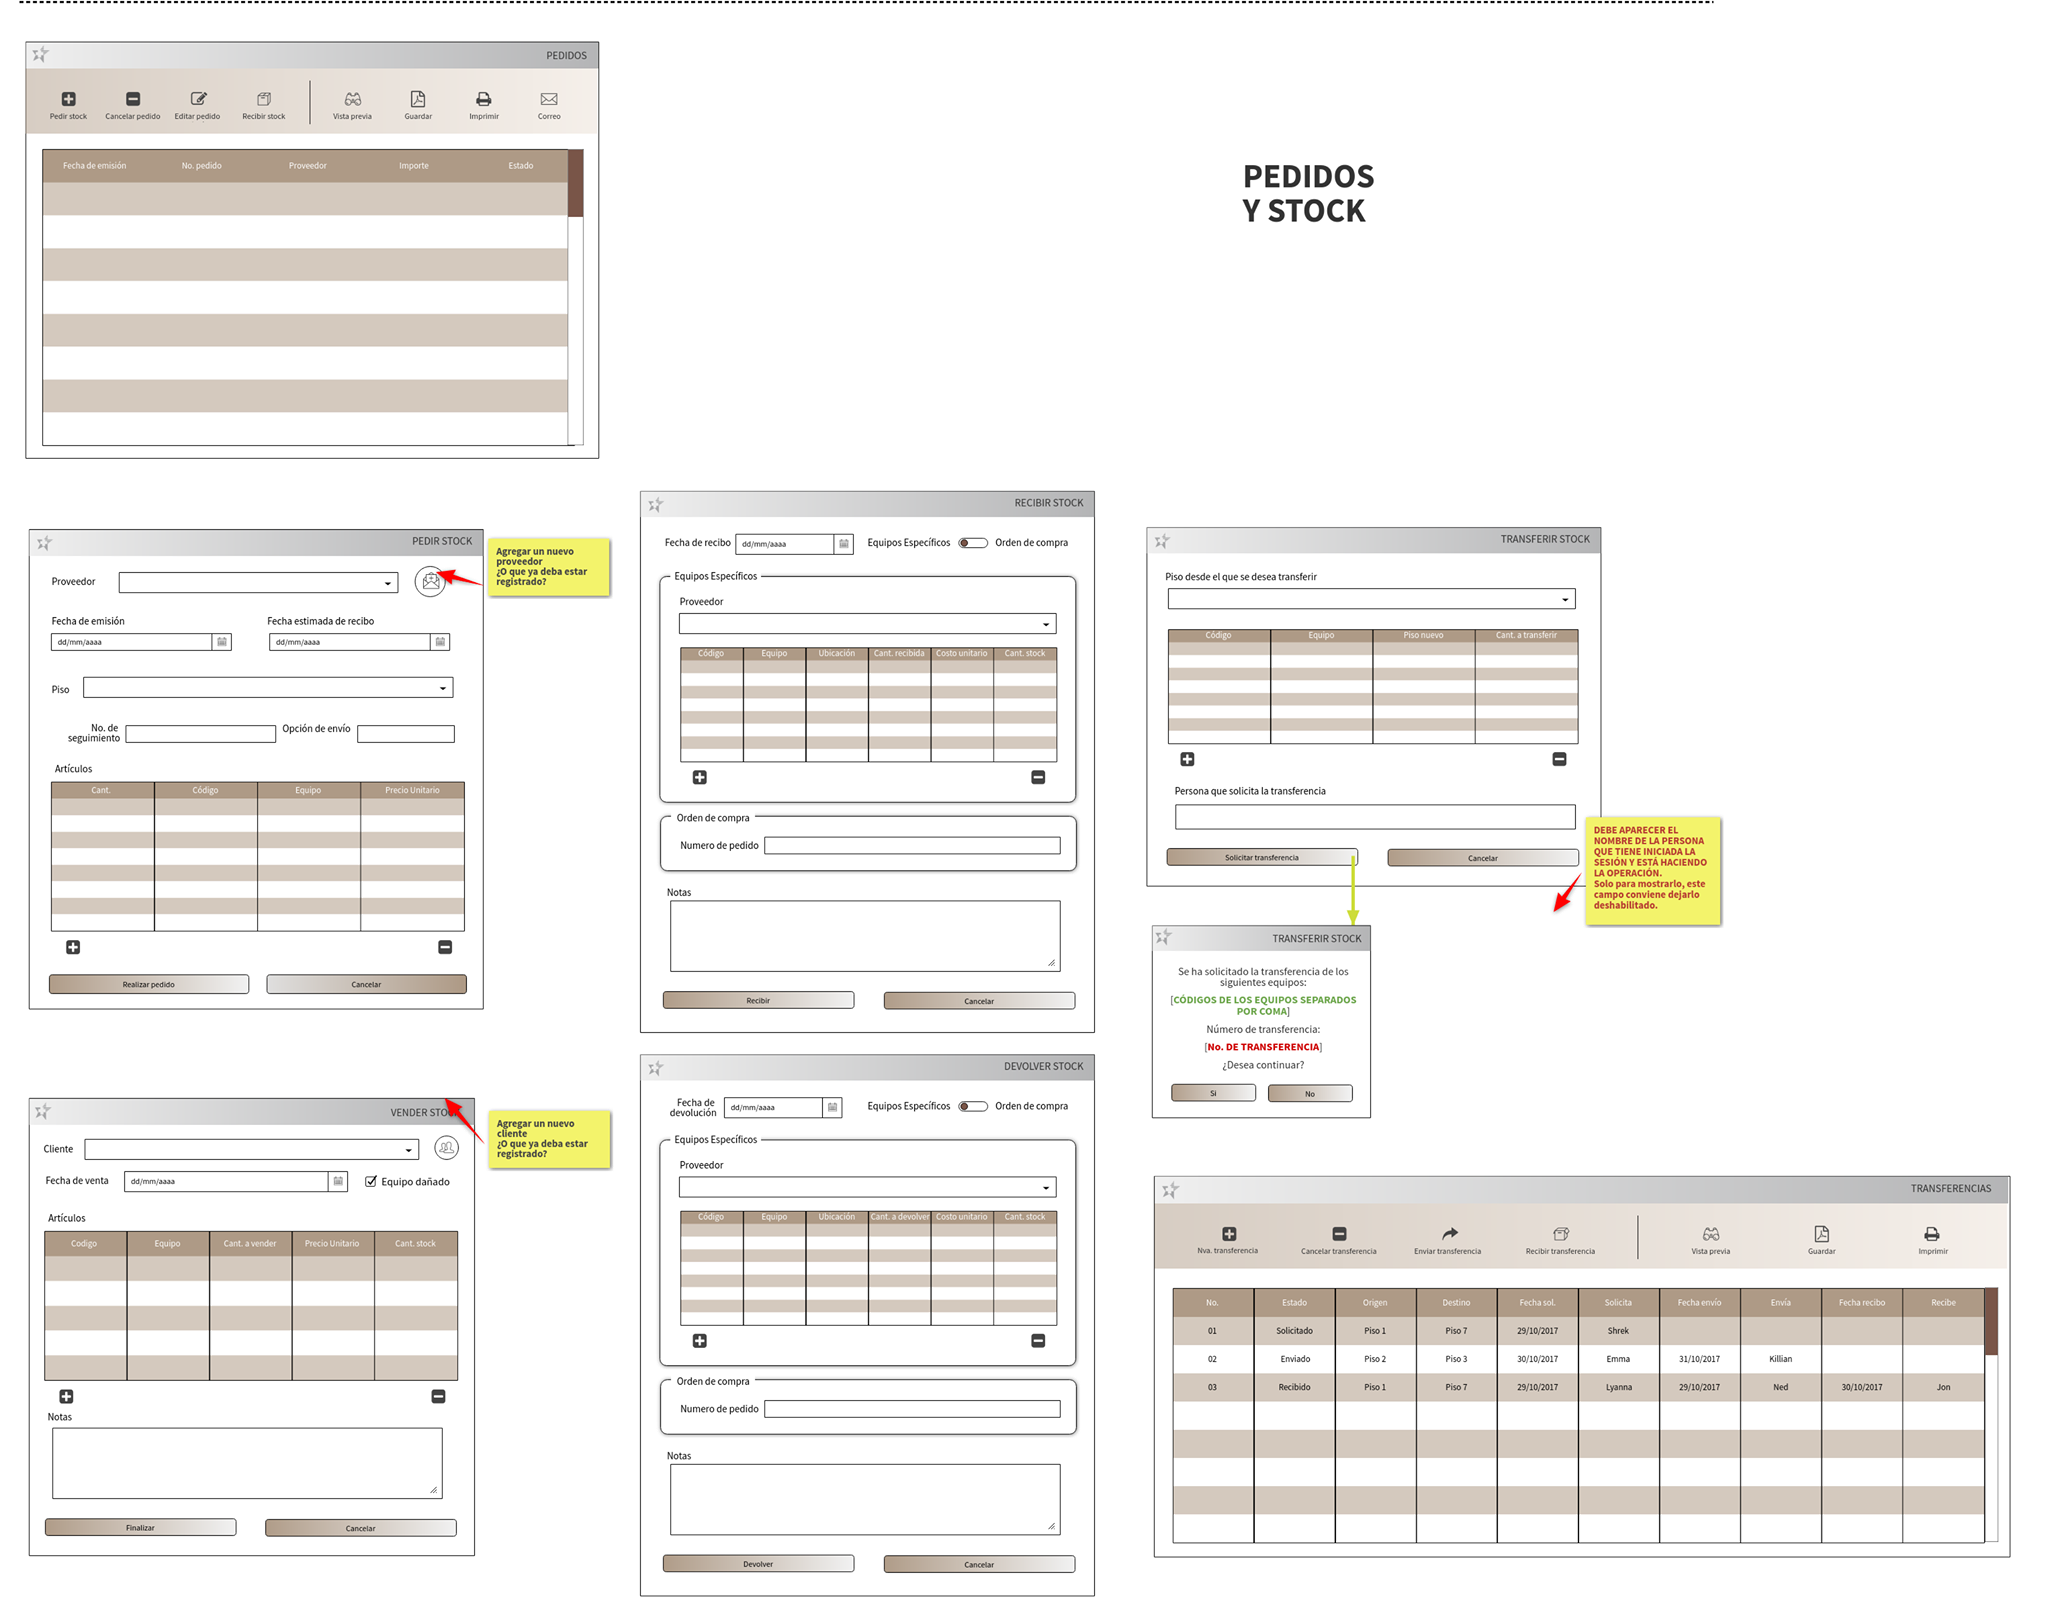 PEDIDOS
Pedir stock
Cancelar pedido
Editar pedido
Recibir stock
Vista previa
Guardar
Imprimir
Correo
Fecha de emisión No. pedido Proveedor Importe Estado
PEDIDOS
Y STOCK
PEDIR STOCK
Proveedor
Fecha de emisión Fecha estimada de recibo
dd/mm/aaaa dd/mm/aaaa
Piso
No. de
seguimiento
Opción de envío
Artículos
Cant. Código Equipo Precio Unitario
Realizar pedido Cancelar
Agregar un nuevo
proveedor
¿O que ya deba estar
registrado?
RECIBIR STOCK
Fecha de recibo dd/mm/aaaa Equipos Específicos Orden de compra
Equipos Específicos
Proveedor
Código Equipo Ubicación Cant. recibida Costo unitario Cant. stock
Orden de compra
Numero de pedido
Notas
Recibir Cancelar
TRANSFERIR STOCK
Piso desde el que se desea transferir
Código Equipo Piso nuevo Cant. a transferir
Persona que solicita la transferencia
Solicitar transferencia Cancelar
DEBE APARECER EL
NOMBRE DE LA PERSONA
QUE TIENE INICIADA LA
SESIÓN Y ESTÁ HACIENDO
LA OPERACIÓN.
Solo para mostrarlo, este
campo conviene dejarlo
deshabilitado.
TRANSFERIR STOCK
Se ha solicitado la transferencia de los
siguientes equipos:
[CÓDIGOS DE LOS EQUIPOS SEPARADOS
POR COMA]
Número de transferencia:
[No. DE TRANSFERENCIA]
¿Desea continuar?
Si No
VENDER STOCK
Cliente
Fecha de venta dd/mm/aaaa Equipo dañado
Artículos
Codigo Equipo Cant. a vender Precio Unitario Cant. stock
Notas
Finalizar Cancelar
Agregar un nuevo
cliente
¿O que ya deba estar
registrado?
DEVOLVER STOCK
Fecha de
devolución
dd/mm/aaaa Equipos Específicos Orden de compra
Equipos Específicos
Proveedor
Código Equipo Ubicación Cant. a devolver Costo unitario Cant. stock
Orden de compra
Numero de pedido
Notas
Devolver Cancelar
TRANSFERENCIAS
Nva. transferencia
Cancelar transferencia
Enviar transferencia
Recibir transferencia
Vista previa
Guardar
Imprimir
No. Estado Origen Destino Fecha sol. Solicita Fecha envío Envía Fecha recibo Recibe
01 Solicitado Piso 1 Piso 7 29/10/2017 Shrek
02 Enviado Piso 2 Piso 3 30/10/2017 Emma 31/10/2017 Killian
03 Recibido Piso 1 Piso 7 29/10/2017 Lyanna 29/10/2017 Ned 30/10/2017 Jon